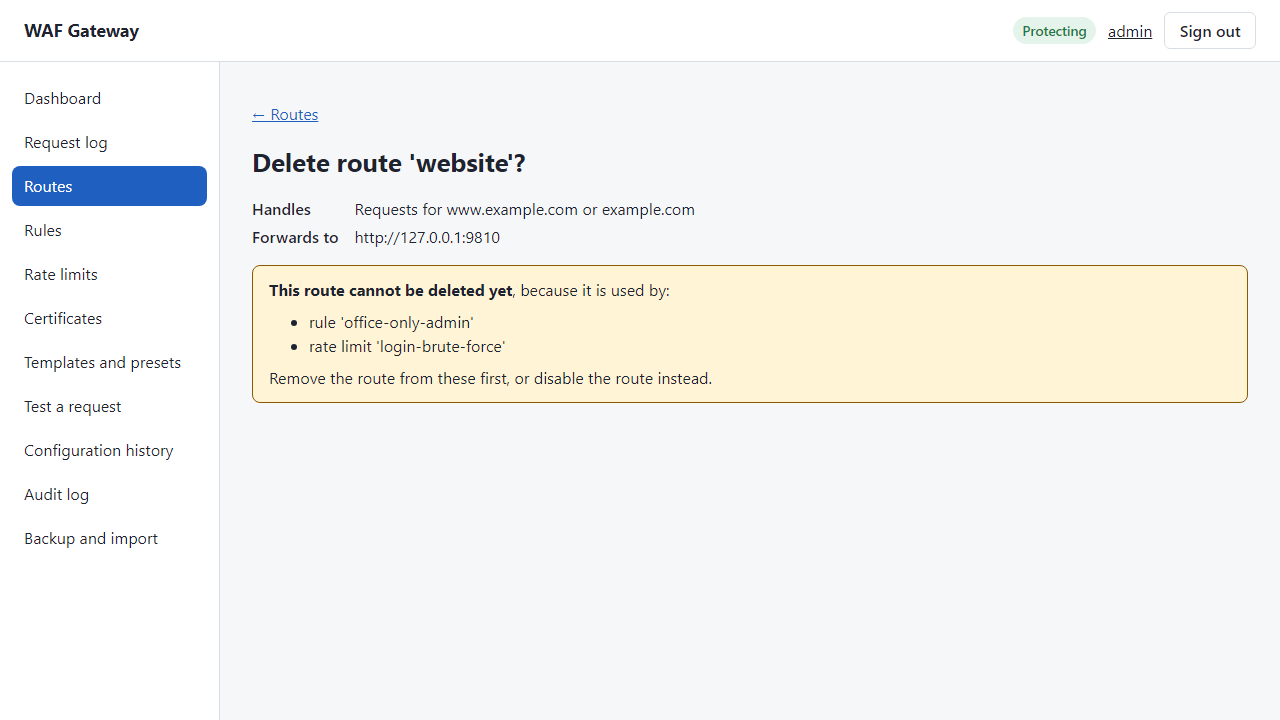 WAF Gateway
Protecting
admin
Sign out
Dashboard
Request log
Routes
Rules
Rate limits
Certificates
Templates and presets
Test a request
Configuration history
Audit log
Backup and import
← Routes
Delete route 'website'?
Handles Requests for www.example.com or example.com
Forwards to http://127.0.0.1:9810
This route cannot be deleted yet, because it is used by:
• rule 'office-only-admin'
• rate limit 'login-brute-force'
Remove the route from these first, or disable the route instead.